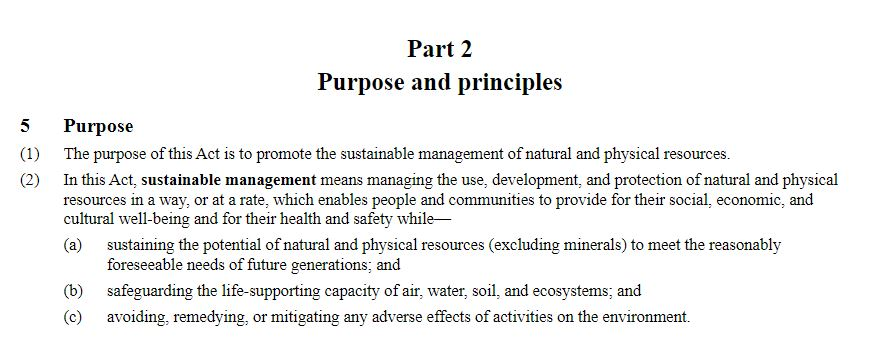 Part 2
Purpose and principles
5 Purpose
(1) The purpose of this Act is to promote the sustainable management of natural and physical resources.
(2) In this Act, sustainable management means managing the use, development, and protection of natural and physical
resources in a way, or at a rate, which enables people and communities to provide for their social, economic, and
cultural well-being and for their health and safety while—
(a) sustaining the potential of natural and physical resources (excluding minerals) to meet the reasonably
foreseeable needs of future generations; and
(b) safeguarding the life-supporting capacity of air, water, soil, and ecosystems; and
(c) avoiding, remedying, or mitigating any adverse effects of activities on the environment.